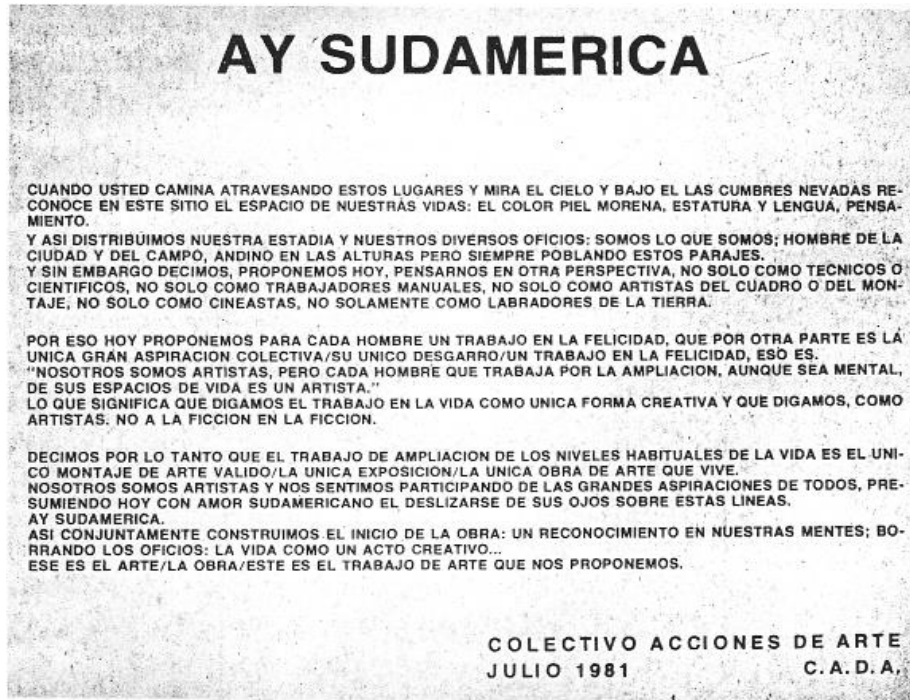 AY SUDAMERICA
CUANDO USTED CAMINA ATRAVESANDO ESTOS LUGARES Y MIRA EL CIELO Y BAJO EL LAS CUMBRES NEVADAS RE-
CONOCE EN ESTE SITIO EL ESPACIO DE NUESTRAS VIDAS: EL COLOR PIEL MORENA, ESTATURA Y LENGUA, PENSA-
MIENTO.
Y ASI DISTRIBUIMOS NUESTRA ESTADIA Y NUESTROS DIVERSOS OFICIOS: SOMOS LO QUE SOMOS; HOMBRE DE LA
CIUDAD Y DEL CAMPO, ANDINO EN LAS ALTURAS PERO SIEMPRE POBLANDO ESTOS PARAJES.
Y SIN EMBARGO DECIMOS, PROPONEMOS HOY, PENSARNOS EN OTRA PERSPECTIVA, NO SOLO COMO TECNICOS O
CIENTIFICOS, NO SOLO COMO TRABAJADORES MANUALES, NO SOLO COMO ARTISTAS DEL CUADRO O DEL MON-
TAJE, NO SOLO COMO CINEASTAS, NO SOLAMENTE COMO LABRADORES DE LA TIERRA.
POR ESO HOY PROPONEMOS PARA CADA HOMBRE UN TRABAJO EN LA FELICIDAD, QUE POR OTRA PARTE ES LA
UNICA GRAN ASPIRACION COLECTIVA/SU UNICO DESGARRO/UN TRABAJO EN LA FELICIDAD, ESO ES.
"NOSOTROS SOMOS ARTISTAS, PERO CADA HOMBRE QUE TRABAJA POR LA AMPLIACION, AUNQUE SEA MENTAL,
DE SUS ESPACIOS DE VIDA ES UN ARTISTA."
LO QUE SIGNIFICA QUE DIGAMOS EL TRABAJO EN LA VIDA COMO UNICA FORMA CREATIVA Y QUE DIGAMOS, COMO
ARTISTAS. NO A LA FICCION EN LA FICCION.
DECIMOS POR LO TANTO QUE EL TRABAJO DE AMPLIACION DE LOS NIVELES HABITUALES DE LA VIDA ES EL UNI-
CO MONTAJE DE ARTE VALIDO/LA UNICA EXPOSICION/LA UNICA OBRA DE ARTE QUE VIVE.
NOSOTROS SOMOS ARTISTAS Y NOS SENTIMOS PARTICIPANDO DE LAS GRANDES ASPIRACIONES DE TODOS, PRE-
SUMIENDO HOY CON AMOR SUDAMERICANO EL DESLIZARSE DE SUS OJOS SOBRE ESTAS LINEAS.
AY SUDAMERICA.
ASI CONJUNTAMENTE CONSTRUIMOS EL INICIO DE LA OBRA: UN RECONOCIMIENTO EN NUESTRAS MENTES; BO-
RRANDO LOS OFICIOS: LA VIDA COMO UN ACTO CREATIVO...
ESE ES EL ARTE/LA OBRA/ESTE ES EL TRABAJO DE ARTE QUE NOS PROPONEMOS.
COLECTIVO ACCIONES DE ARTE
JULIO 1981 C.A.D.A.